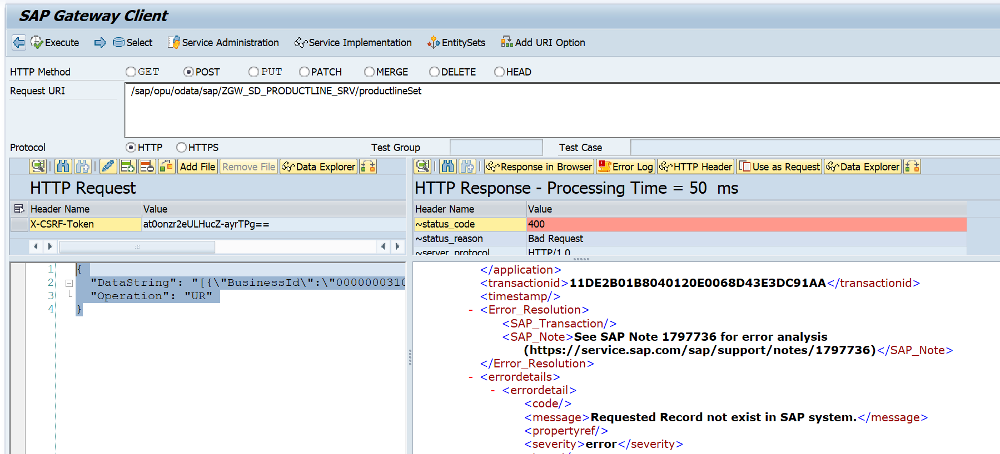 SAP Gateway Client
Execute Select Service Administration Service Implementation EntitySets Add URI Option
HTTP Method GET POST PUT PATCH MERGE DELETE HEAD
Request URI /sap/opu/odata/sap/ZGW_SD_PRODUCTLINE_SRV/productlineSet
Protocol HTTP HTTPS Test Group Test Case
Add File Remove File Data Explorer
HTTP Request
Header Name Value
X-CSRF-Token at0onzr2eULHucZ-ayrTPg==
1 {
2 "DataString": "[{\"BusinessId\":\"0000000310
3 "Operation": "UR"
4 }
Response in Browser Error Log HTTP Header Use as Request Data Explorer
HTTP Response - Processing Time = 50 ms
Header Name Value
~status_code 400
~status_reason Bad Request
~server_protocol HTTP/1.0
</application>
<transactionid>11DE2B01B8040120E0068D43E3DC91AA</transactionid>
<timestamp/>
- <Error_Resolution>
<SAP_Transaction/>
<SAP_Note>See SAP Note 1797736 for error analysis
(https://service.sap.com/sap/support/notes/1797736)</SAP_Note>
</Error_Resolution>
- <errordetails>
- <errordetail>
<code/>
<message>Requested Record not exist in SAP system.</message>
<propertyref/>
<severity>error</severity>